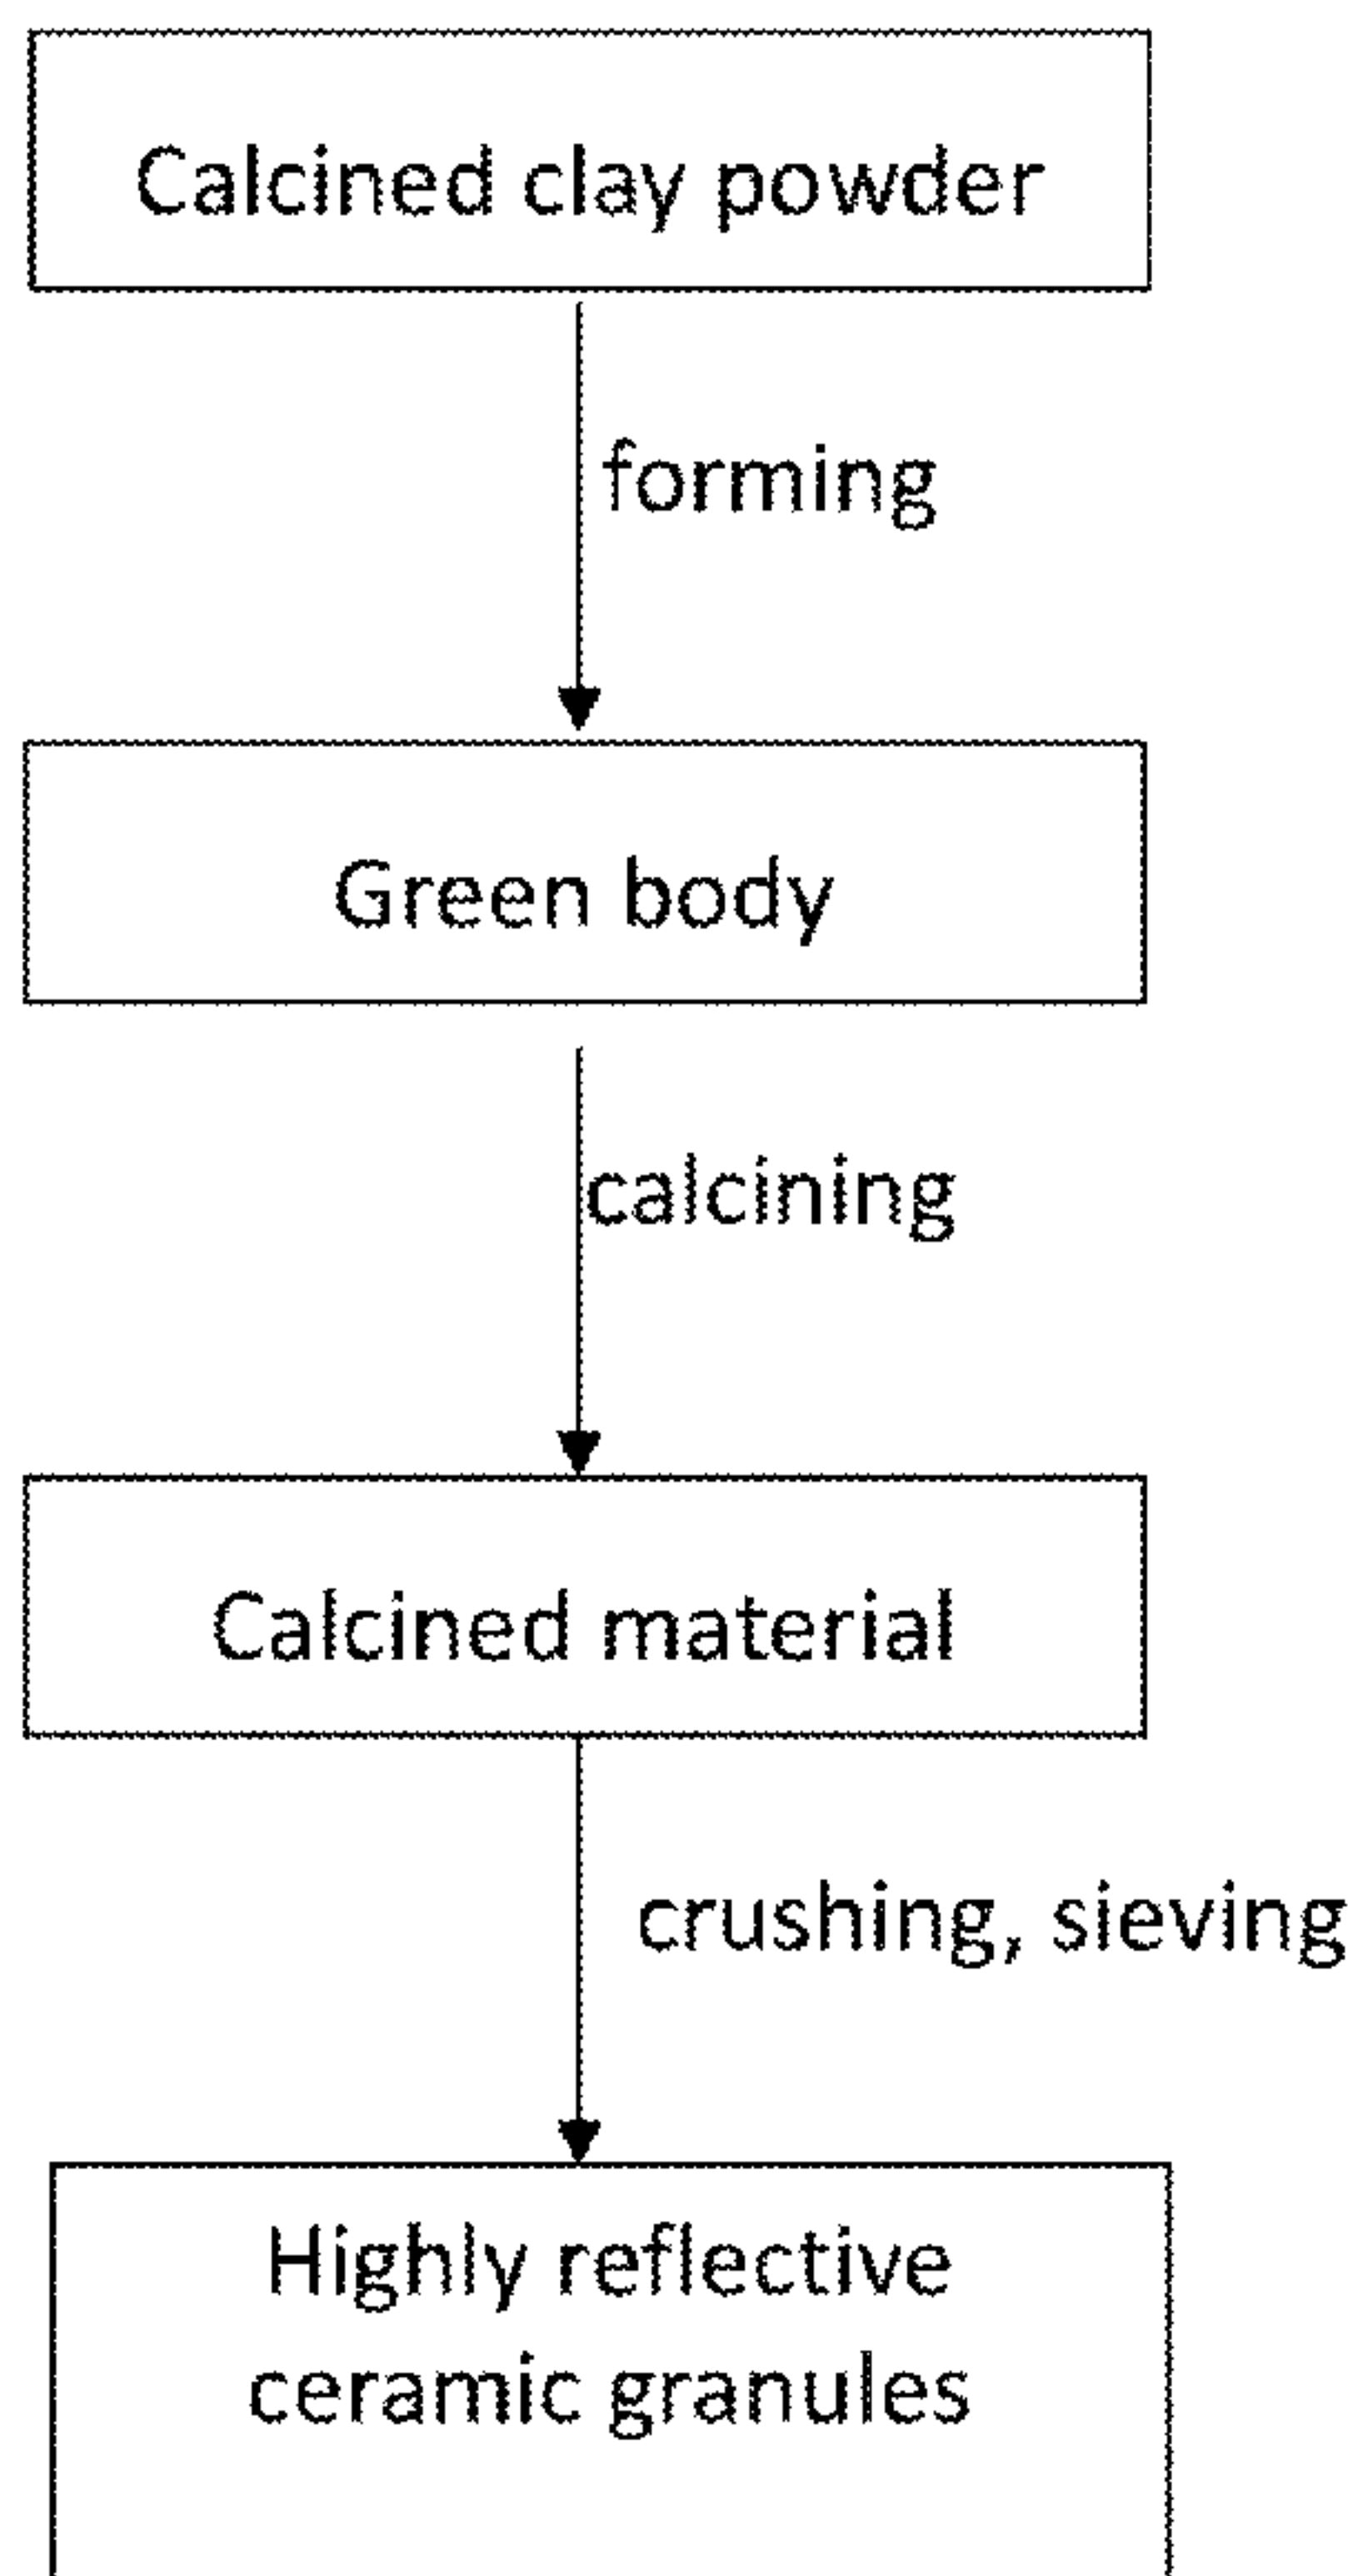 Calcined clay powder
forming
Green body
calcining
Calcined material
crushing, sieving
Highly reflective
ceramic granules